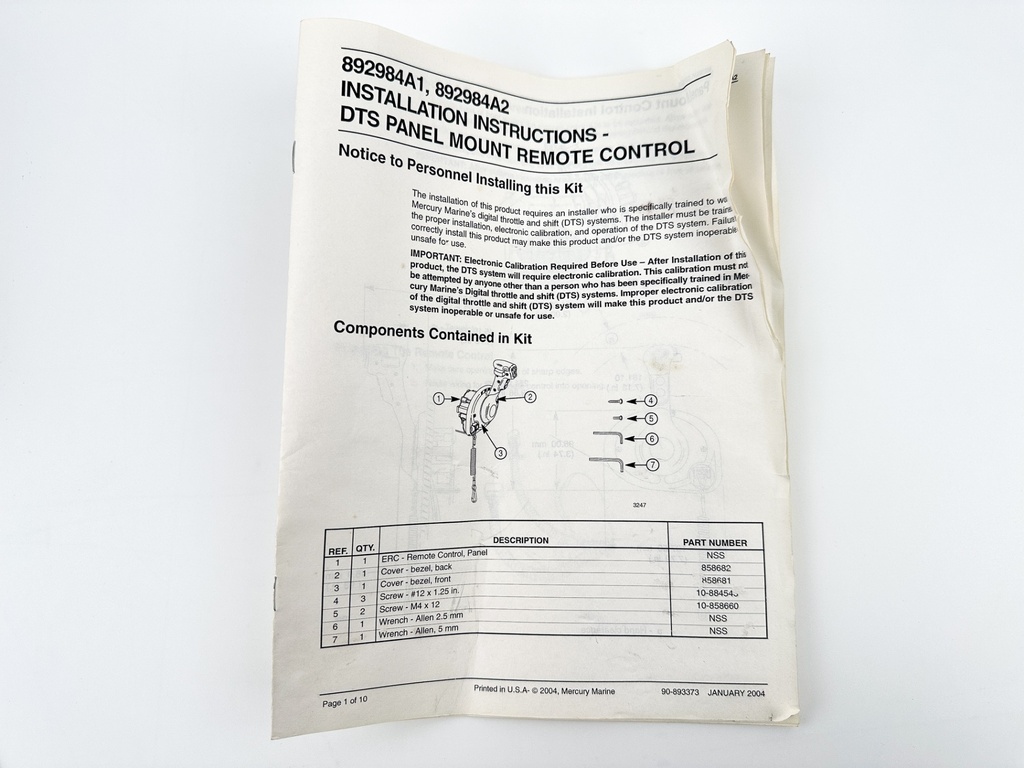 892984A1, 892984A2
INSTALLATION INSTRUCTIONS -
DTS PANEL MOUNT REMOTE CONTROL
Notice to Personnel Installing this Kit
The installation of this product requires an installer who is specifically trained to
Mercury Marine's digital throttle and shift (DTS) systems. The installer must be
the proper installation, electronic calibration, and operation of the DTS system.
correctly install this product may make this product and/or the DTS system inoperable
unsafe for use.
IMPORTANT: Electronic Calibration Required Before Use – After Installation of this
product, the DTS system will require electronic calibration. This calibration must not
be attempted by anyone other than a person who has been specifically trained in Mer-
cury Marine's Digital throttle and shift (DTS) systems. Improper electronic calibration
of the digital throttle and shift (DTS) system will make this product and/or the DTS
system inoperable or unsafe for use.
Components Contained in Kit
1
2
3
4
5
6
7
3247
REF. QTY. DESCRIPTION PART NUMBER
1 1 ERC - Remote Control, Panel NSS
2 1 Cover - bezel, back 858682
3 1 Cover - bezel, front 858681
4 3 Screw - #12 x 1.25 in.
5 2 Screw - M4 x 12 10-858660
6 1 Wrench - Allen 2.5 mm NSS
7 1 Wrench - Allen, 5 mm NSS
Page 1 of 10 Printed in U.S.A- © 2004, Mercury Marine 90-893373 JANUARY 2004